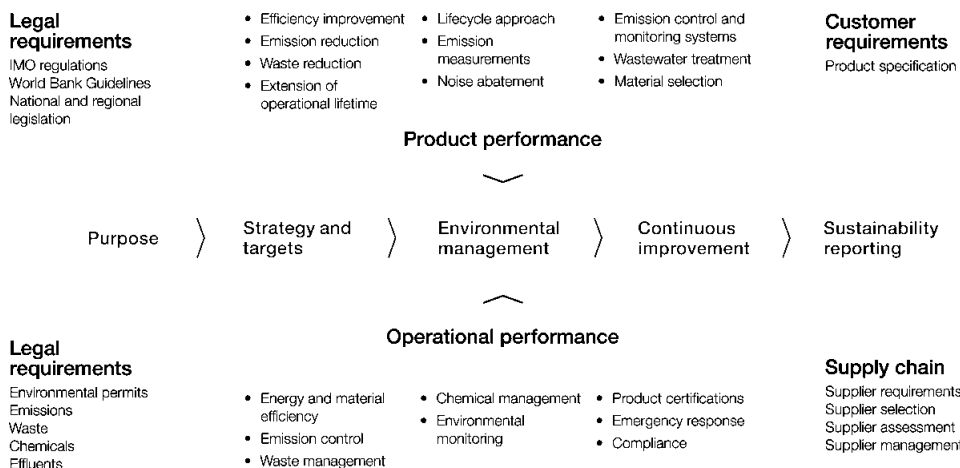 Legal
requirements
IMO regulations
World Bank Guidelines
National and regional
legislation
• Efficiency improvement
• Emission reduction
• Waste reduction
• Extension of
operational lifetime
• Lifecycle approach
• Emission
measurements
• Noise abatement
• Emission control and
monitoring systems
• Wastewater treatment
• Material selection
Customer
requirements
Product specification
Product performance
Purpose
Strategy and
targets
Environmental
management
Continuous
improvement
Sustainability
reporting
Operational performance
Legal
requirements
Environmental permits
Emissions
Waste
Chemicals
Effluents
• Energy and material
efficiency
• Emission control
• Waste management
• Chemical management
• Environmental
monitoring
• Product certifications
• Emergency response
• Compliance
Supply chain
Supplier requirements
Supplier selection
Supplier assessment
Supplier management